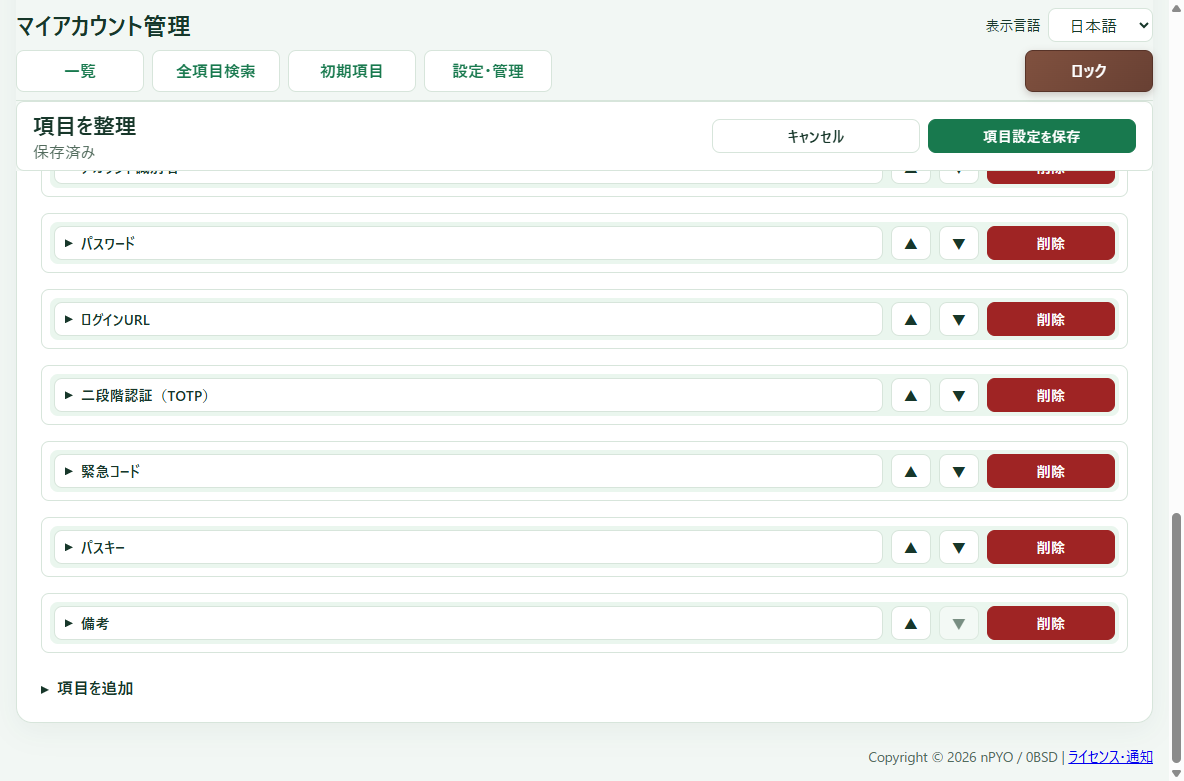 マイアカウント管理
表示言語 日本語
一覧 全項目検索 初期項目 設定・管理 ロック
項目を整理
保存済み
キャンセル 項目設定を保存
▶ パスワード ▲ ▼ 削除
▶ ログインURL ▲ ▼ 削除
▶ 二段階認証（TOTP） ▲ ▼ 削除
▶ 緊急コード ▲ ▼ 削除
▶ パスキー ▲ ▼ 削除
▶ 備考 ▲ ▼ 削除
▶ 項目を追加
Copyright © 2026 nPYO / 0BSD | ライセンス・通知